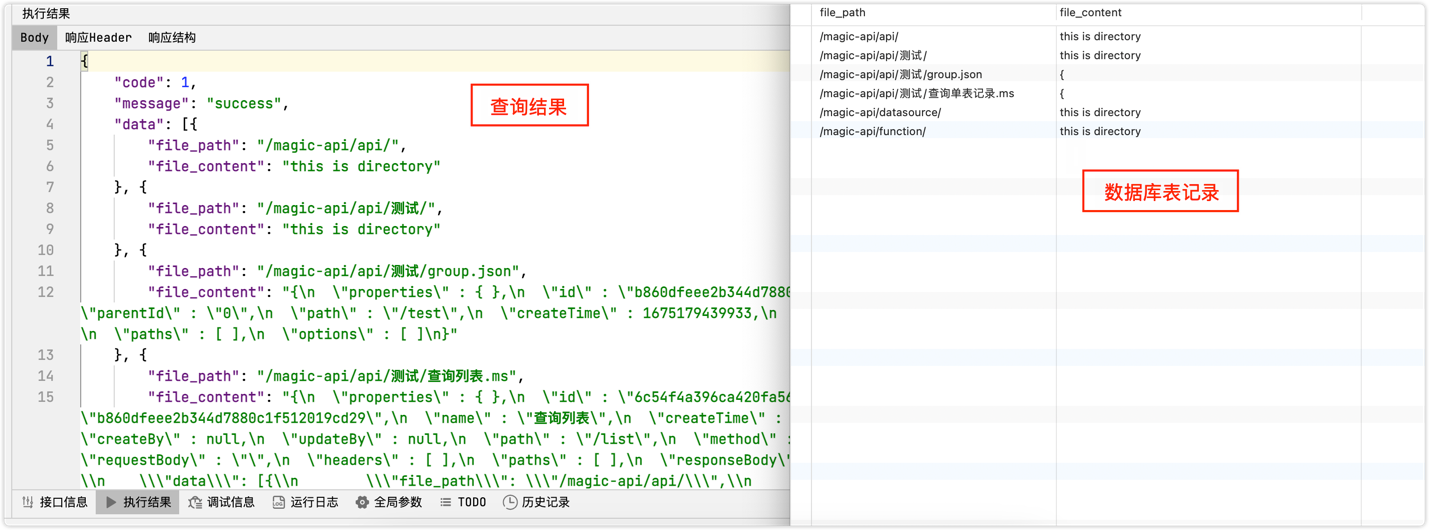 执行结果
Body 响应Header 响应结构
1 {
2 "code": 1,
3 "message": "success",
4 "data": [{
5 "file_path": "/magic-api/api/",
6 "file_content": "this is directory"
7 }, {
8 "file_path": "/magic-api/api/测试/",
9 "file_content": "this is directory"
10 }, {
11 "file_path": "/magic-api/api/测试/group.json",
12 "file_content": "{\n  \"properties\" : { },\n  \"id\" : \"b860dfeee2b344d7880
\"parentId\" : \"0\",\n  \"path\" : \"/test\",\n  \"createTime\" : 1675179439933,\n
\n  \"paths\" : [ ],\n  \"options\" : [ ]\n}"
13 }, {
14 "file_path": "/magic-api/api/测试/查询列表.ms",
15 "file_content": "{\n  \"properties\" : { },\n  \"id\" : \"6c54f4a396ca420fa56
\"b860dfeee2b344d7880c1f512019cd29\",\n  \"name\" : \"查询列表\",\n  \"createTime\" :
\"createBy\" : null,\n  \"updateBy\" : null,\n  \"path\" : \"/list\",\n  \"method\" :
\"requestBody\" : \"\",\n  \"headers\" : [ ],\n  \"paths\" : [ ],\n  \"responseBody\"
\\n    \\\"data\\\": [{\\n        \\\"file_path\\\": \\\"/magic-api/api/\\\",\\n
查询结果
接口信息 执行结果 调试信息 运行日志 全局参数 TODO 历史记录
file_path file_content
/magic-api/api/ this is directory
/magic-api/api/测试/ this is directory
/magic-api/api/测试/group.json {
/magic-api/api/测试/查询单表记录.ms {
/magic-api/datasource/ this is directory
/magic-api/function/ this is directory
数据库表记录